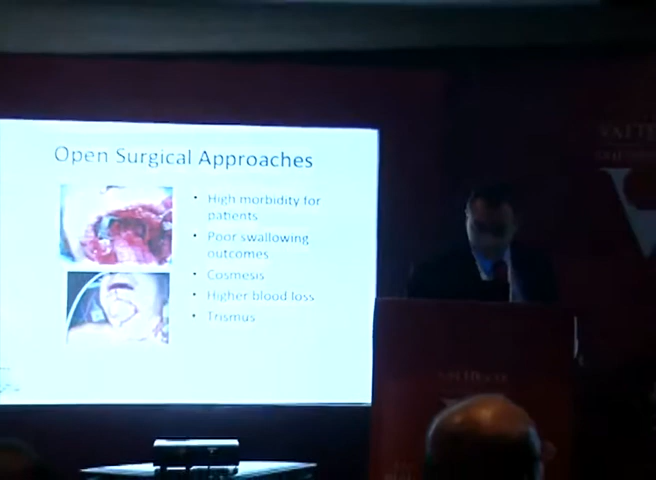 Open Surgical Approaches
• High morbidity for
patients
• Poor swallowing
outcomes
• Cosmesis
• Higher blood loss
• Trismus